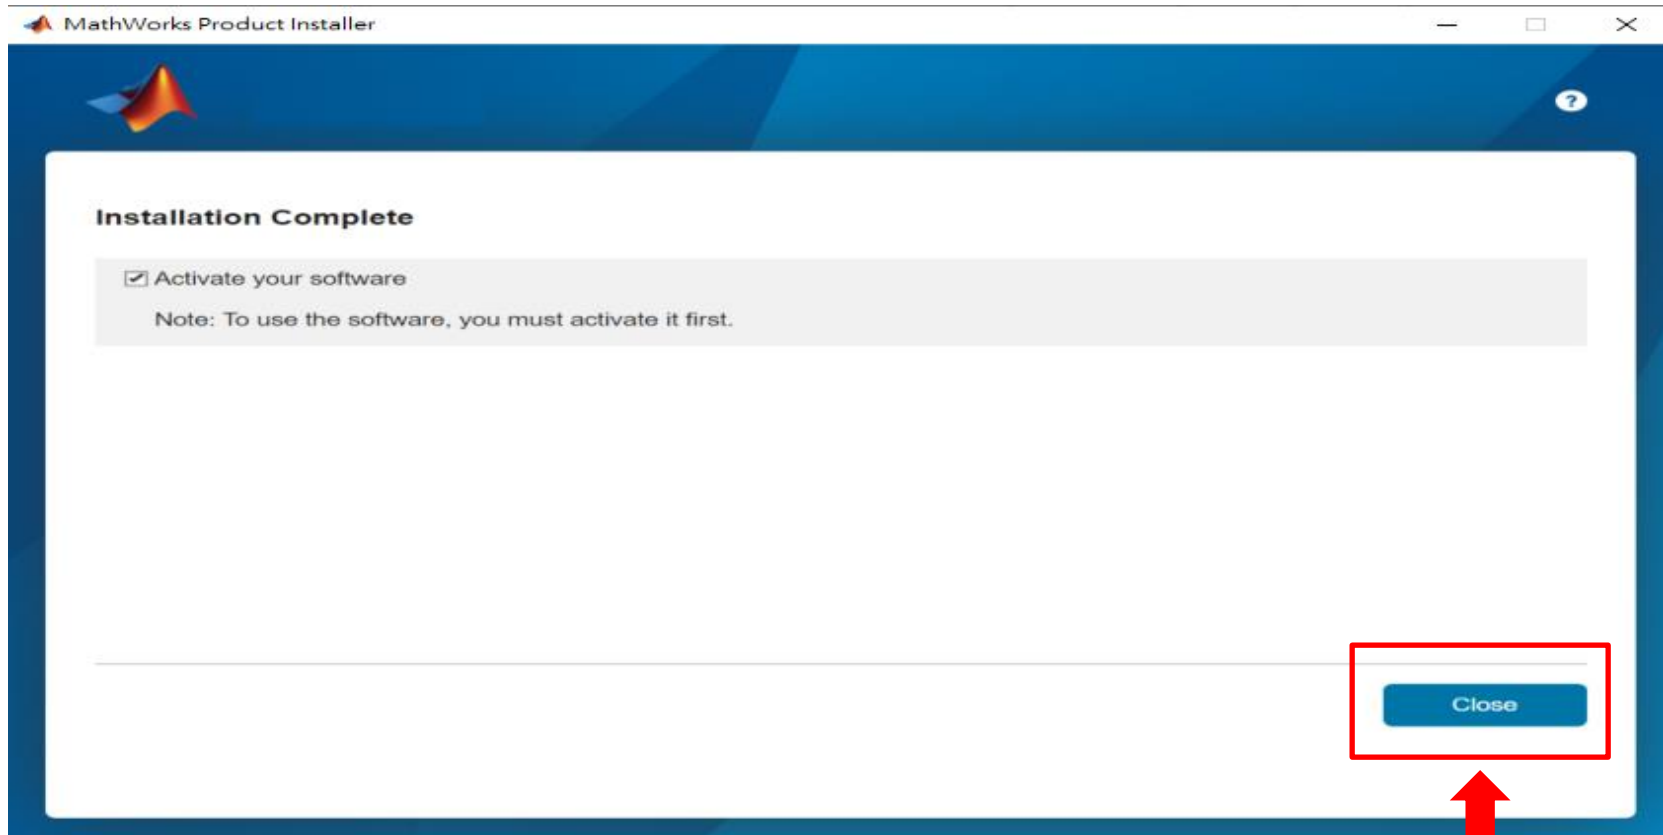 MathWorks Product Installer
?
Installation Complete
Activate your software
Note: To use the software, you must activate it first.
Close